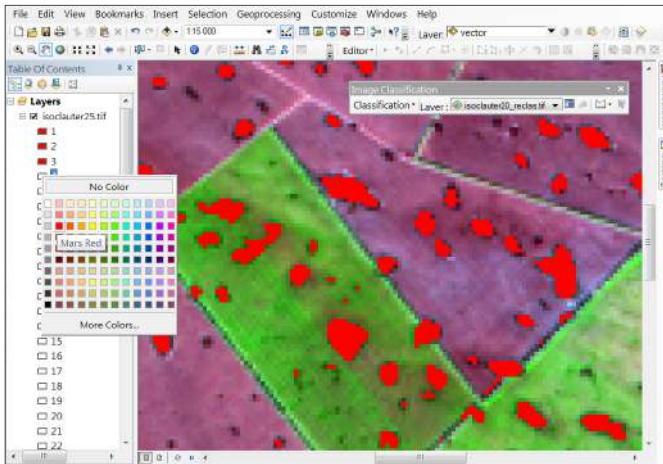 File Edit View Bookmarks Insert Selection Geoprocessing Customize Windows Help
1:15 000
Layer: vector
Editor
Table Of Contents
Image Classification
Classification Layer: isoclauter20_reclas.tif
Layers
isoclauter25.tif
1
2
3
No Color
Mars Red
More Colors...
15
16
17
18
19
20
21
22